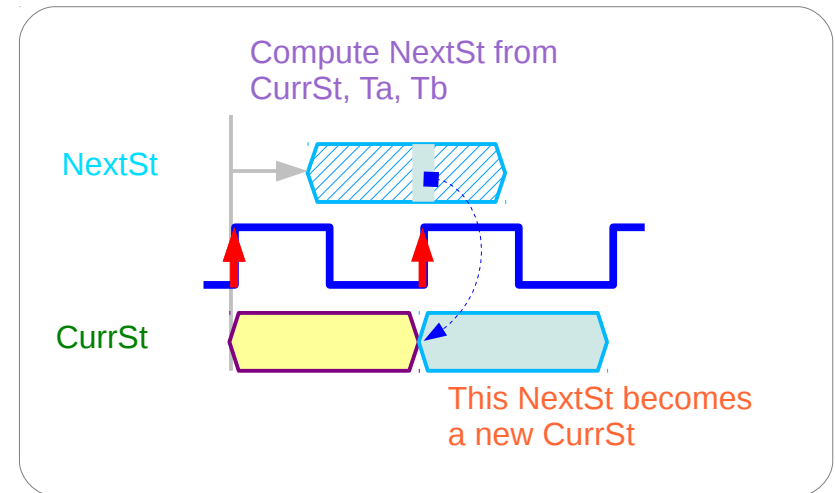 Compute NextSt from
CurrSt, Ta, Tb
NextSt
CurrSt
This NextSt becomes
a new CurrSt